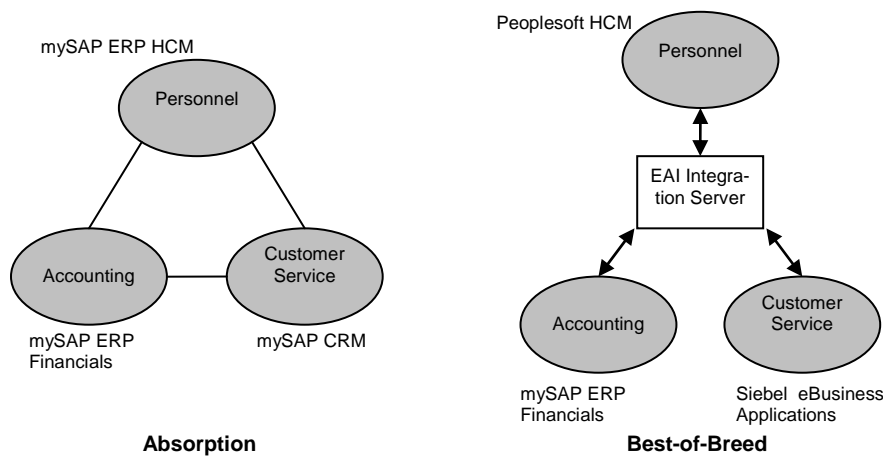 mySAP ERP HCM
Personnel
Accounting
Customer
Service
mySAP ERP
Financials
mySAP CRM
Absorption
Peoplesoft HCM
Personnel
EAI Integra-
tion Server
Accounting
Customer
Service
mySAP ERP
Financials
Siebel eBusiness
Applications
Best-of-Breed